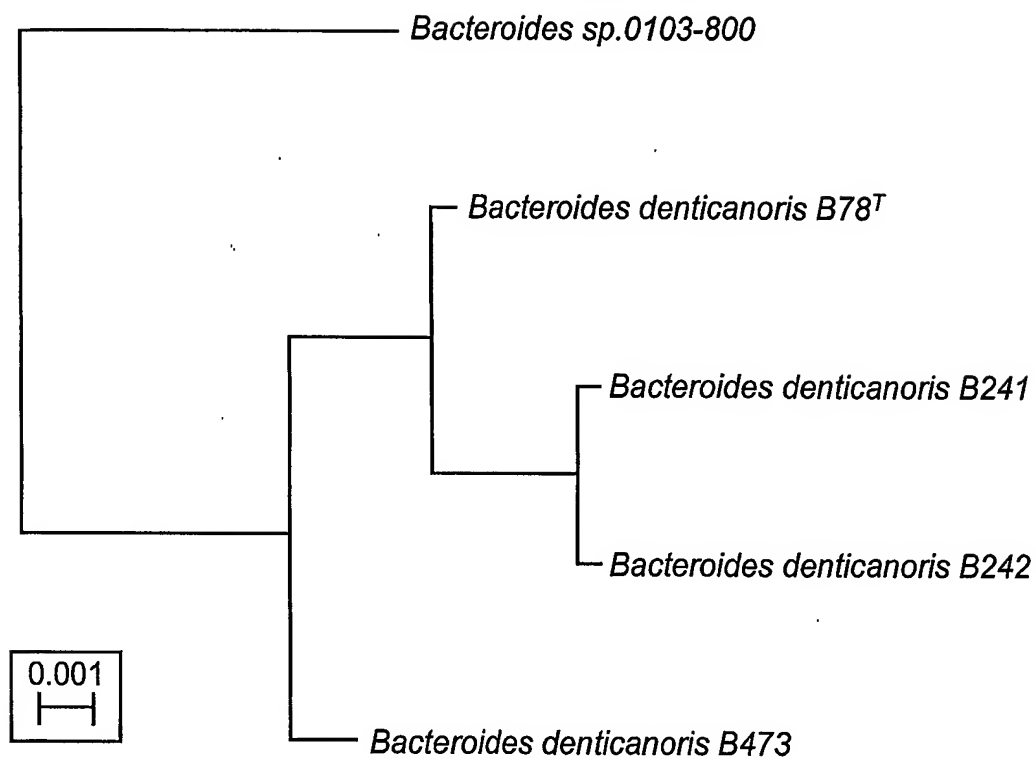 Bacteroides sp.0103-800
Bacteroides denticanoris B78ᵀ
Bacteroides denticanoris B241
Bacteroides denticanoris B242
0.001
Bacteroides denticanoris B473